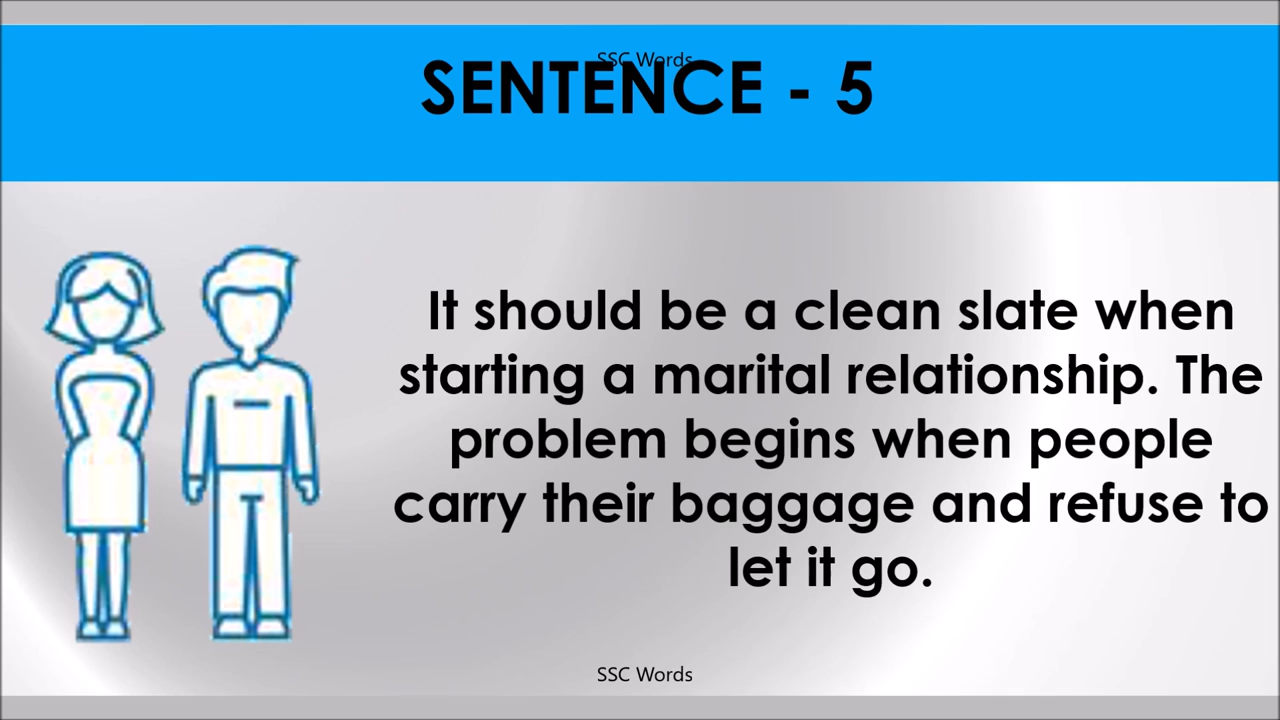 SSC Words
SENTENCE - 5
It should be a clean slate when
starting a marital relationship. The
problem begins when people
carry their baggage and refuse to
let it go.
SSC Words